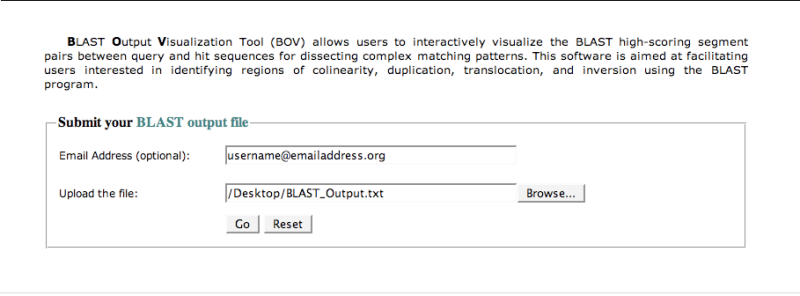 BLAST Output Visualization Tool (BOV) allows users to interactively visualize the BLAST high-scoring segment
pairs between query and hit sequences for dissecting complex matching patterns. This software is aimed at facilitating
users interested in identifying regions of colinearity, duplication, translocation, and inversion using the BLAST
program.
Submit your BLAST output file
Email Address (optional): username@emailaddress.org
Upload the file: /Desktop/BLAST_Output.txt Browse...
Go Reset